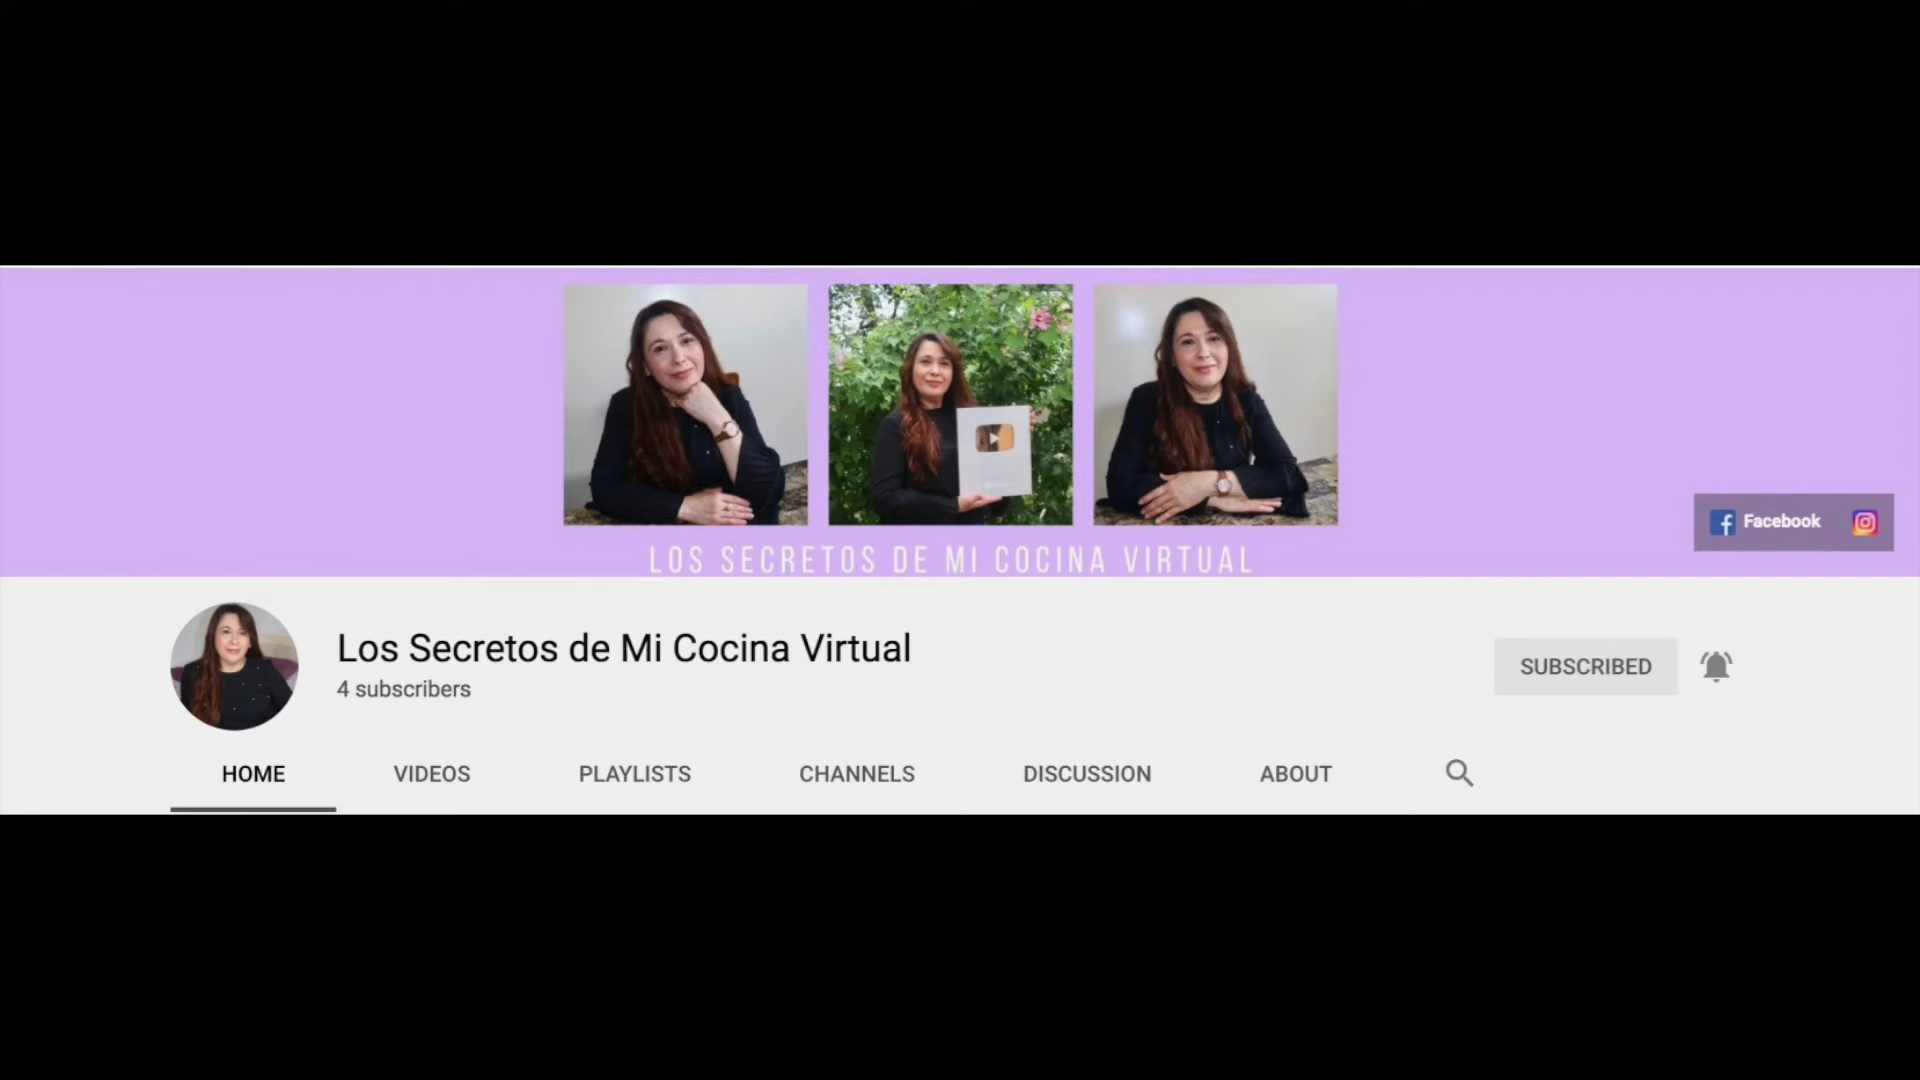 LOS SECRETOS DE MI COCINA VIRTUAL
Facebook
Los Secretos de Mi Cocina Virtual
4 subscribers
SUBSCRIBED
HOME VIDEOS PLAYLISTS CHANNELS DISCUSSION ABOUT